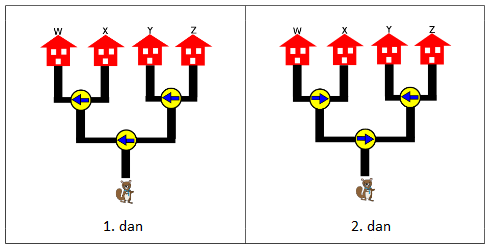 W X Y Z
W X Y Z
1. dan
2. dan